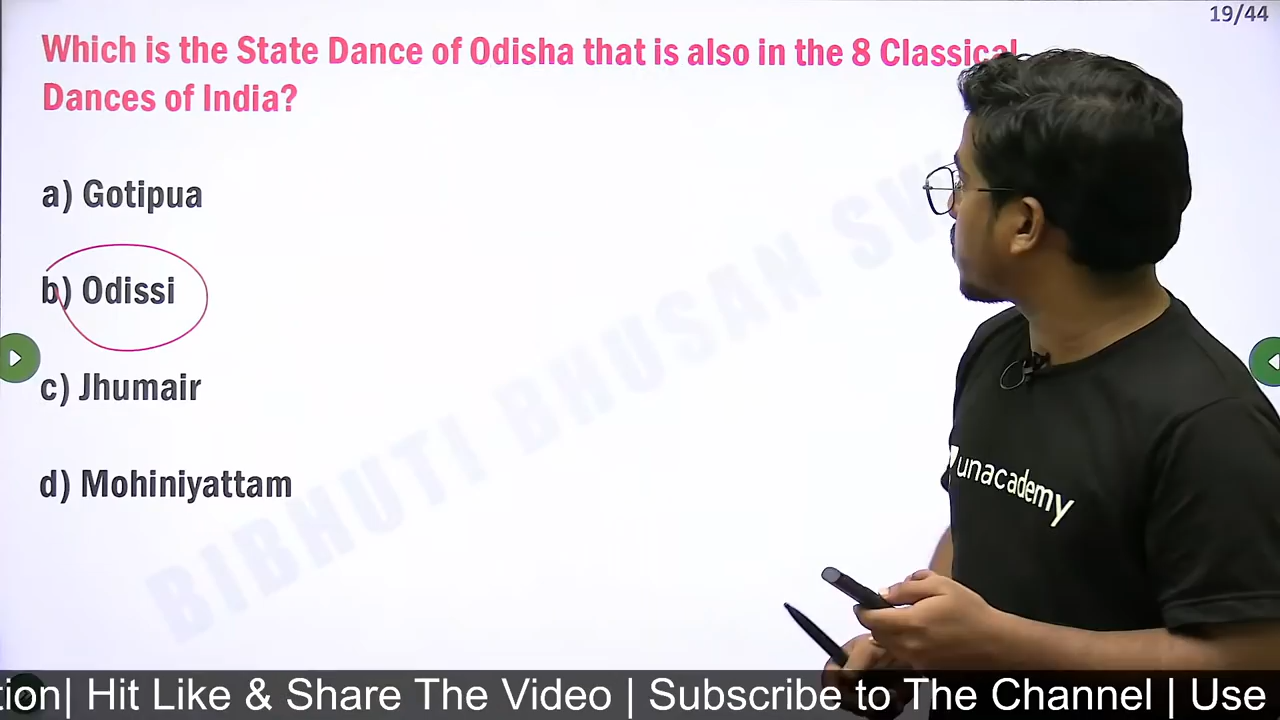 19/44
Which is the State Dance of Odisha that is also in the 8 Classical
Dances of India?
a) Gotipua
b) Odissi
c) Jhumair
d) Mohiniyattam
BIBHUTI BHUSAN
unacademy
| Hit Like & Share The Video | Subscribe to The Channel | Use